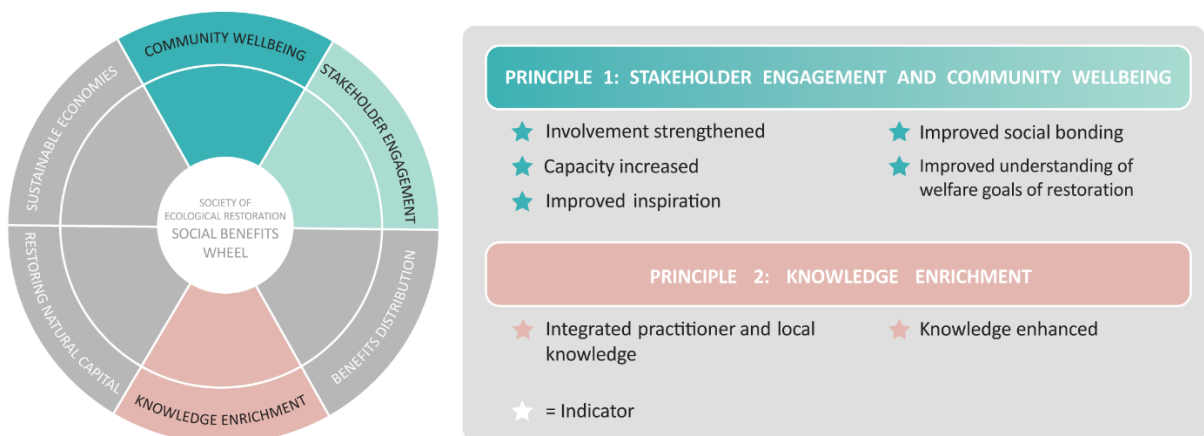 COMMUNITY WELLBEING
STAKEHOLDER ENGAGEMENT
BENEFITS DISTRIBUTION
KNOWLEDGE ENRICHMENT
RESTORING NATURAL CAPITAL
SUSTAINABLE ECONOMIES
SOCIETY OF
ECOLOGICAL RESTORATION
SOCIAL BENEFITS
WHEEL
PRINCIPLE 1: STAKEHOLDER ENGAGEMENT AND COMMUNITY WELLBEING
Involvement strengthened
Capacity increased
Improved inspiration
Improved social bonding
Improved understanding of
welfare goals of restoration
PRINCIPLE 2: KNOWLEDGE ENRICHMENT
Integrated practitioner and local
knowledge
Knowledge enhanced
= Indicator